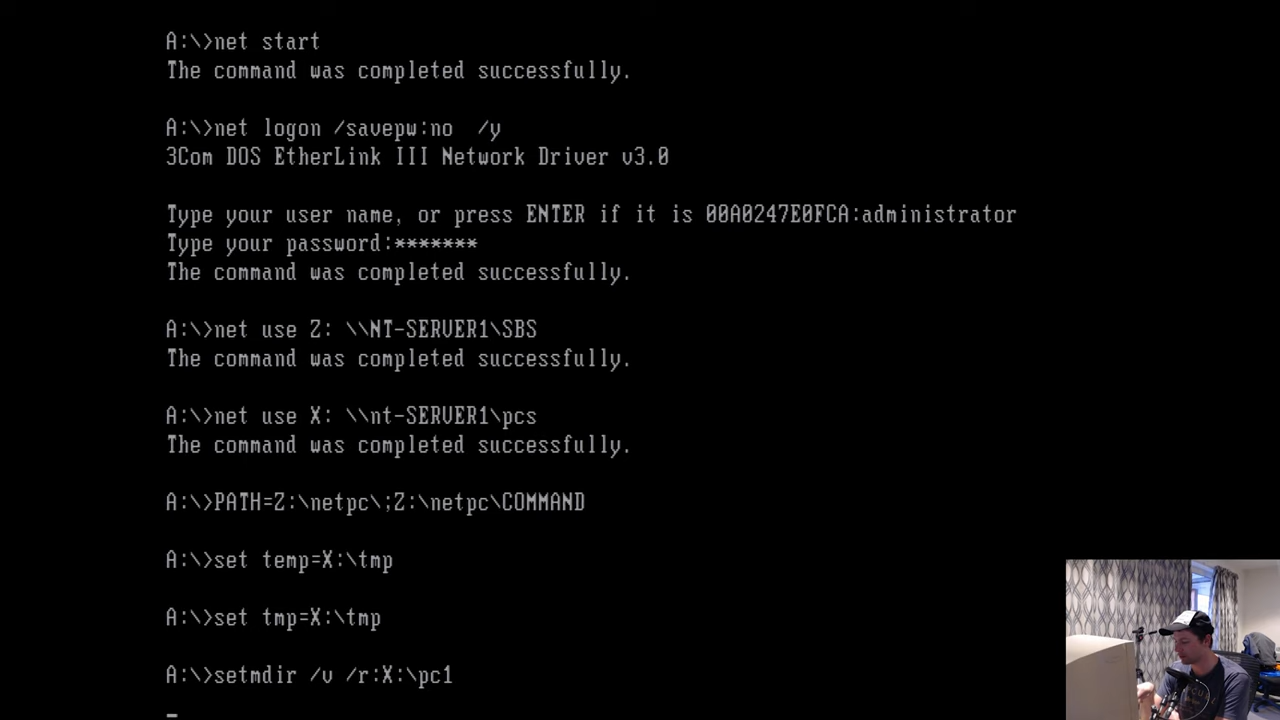 A:\>net start
The command was completed successfully.
A:\>net logon /savepw:no  /y
3Com DOS EtherLink III Network Driver v3.0
Type your user name, or press ENTER if it is 00A0247E0FCA:administrator
Type your password:*******
The command was completed successfully.
A:\>net use Z: \\NT-SERVER1\SBS
The command was completed successfully.
A:\>net use X: \\nt-SERVER1\pcs
The command was completed successfully.
A:\>PATH=Z:\netpc\;Z:\netpc\COMMAND
A:\>set temp=X:\tmp
A:\>set tmp=X:\tmp
A:\>setmdir /v /r:X:\pc1